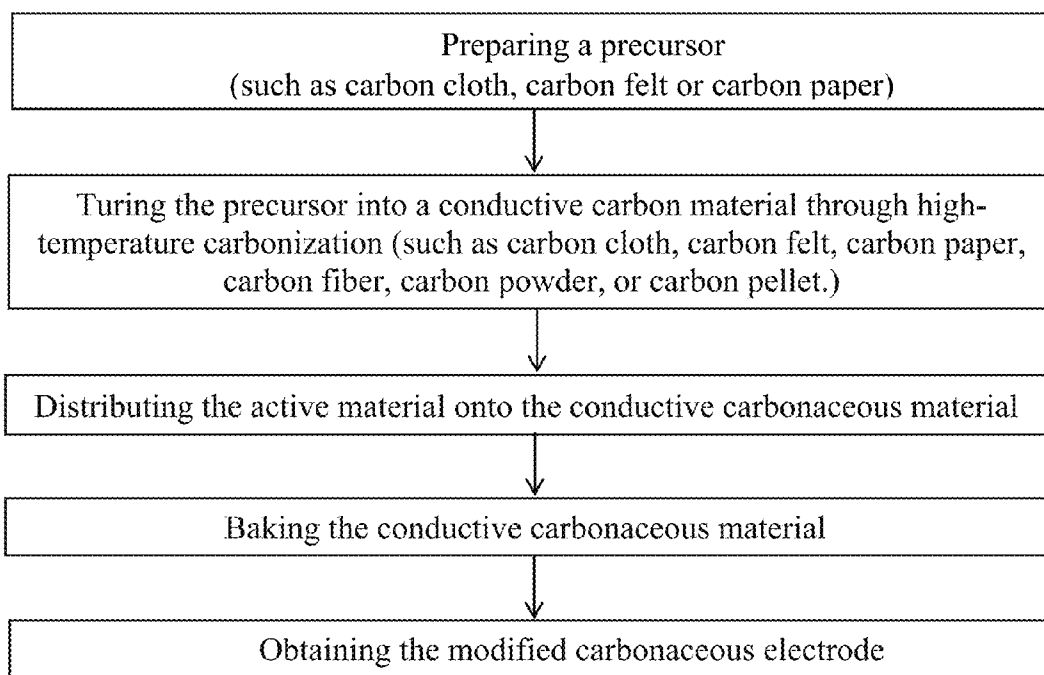 Preparing a precursor
(such as carbon cloth, carbon felt or carbon paper)
Turing the precursor into a conductive carbon material through high-
temperature carbonization (such as carbon cloth, carbon felt, carbon paper,
carbon fiber, carbon powder, or carbon pellet.)
Distributing the active material onto the conductive carbonaceous material
Baking the conductive carbonaceous material
Obtaining the modified carbonaceous electrode